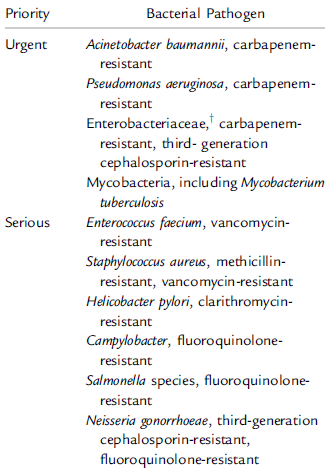 Priority Bacterial Pathogen
Urgent Acinetobacter baumannii, carbapenem-
resistant
Pseudomonas aeruginosa, carbapenem-
resistant
Enterobacteriaceae,† carbapenem-
resistant, third- generation
cephalosporin-resistant
Mycobacteria, including Mycobacterium
tuberculosis
Serious Enterococcus faecium, vancomycin-
resistant
Staphylococcus aureus, methicillin-
resistant, vancomycin-resistant
Helicobacter pylori, clarithromycin-
resistant
Campylobacter, fluoroquinolone-
resistant
Salmonella species, fluoroquinolone-
resistant
Neisseria gonorrhoeae, third-generation
cephalosporin-resistant,
fluoroquinolone-resistant